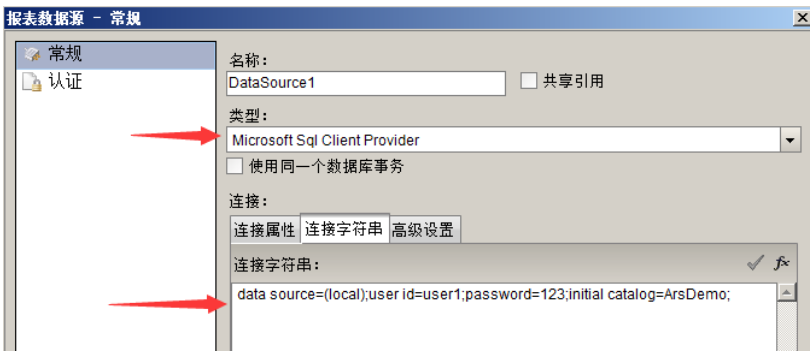 报表数据源 - 常规
常规
认证
名称:
DataSource1
共享引用
类型:
Microsoft Sql Client Provider
使用同一个数据库事务
连接:
连接属性 连接字符串 高级设置
连接字符串:
fx
data source=(local);user id=user1;password=123;initial catalog=ArsDemo;